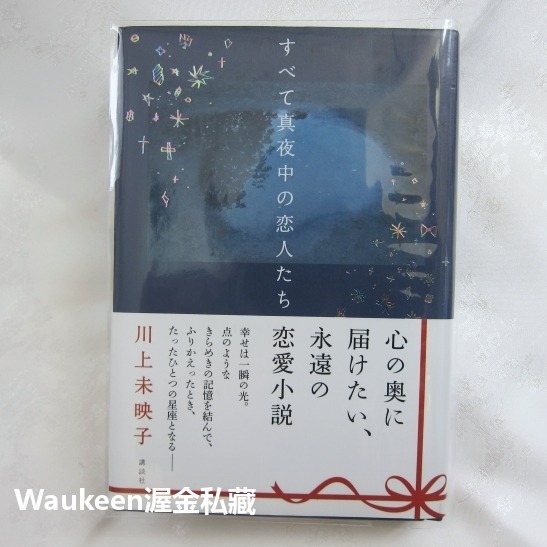 すべて真夜中の恋人たち
心の奥に
届けたい、
永遠の
恋愛小説
幸せは一瞬の光。
点のような
きらめきの記憶を結んで、
ふりかえったとき、
たったひとつの星座となる——
川上未映子
講談社
Waukeen渥金私藏